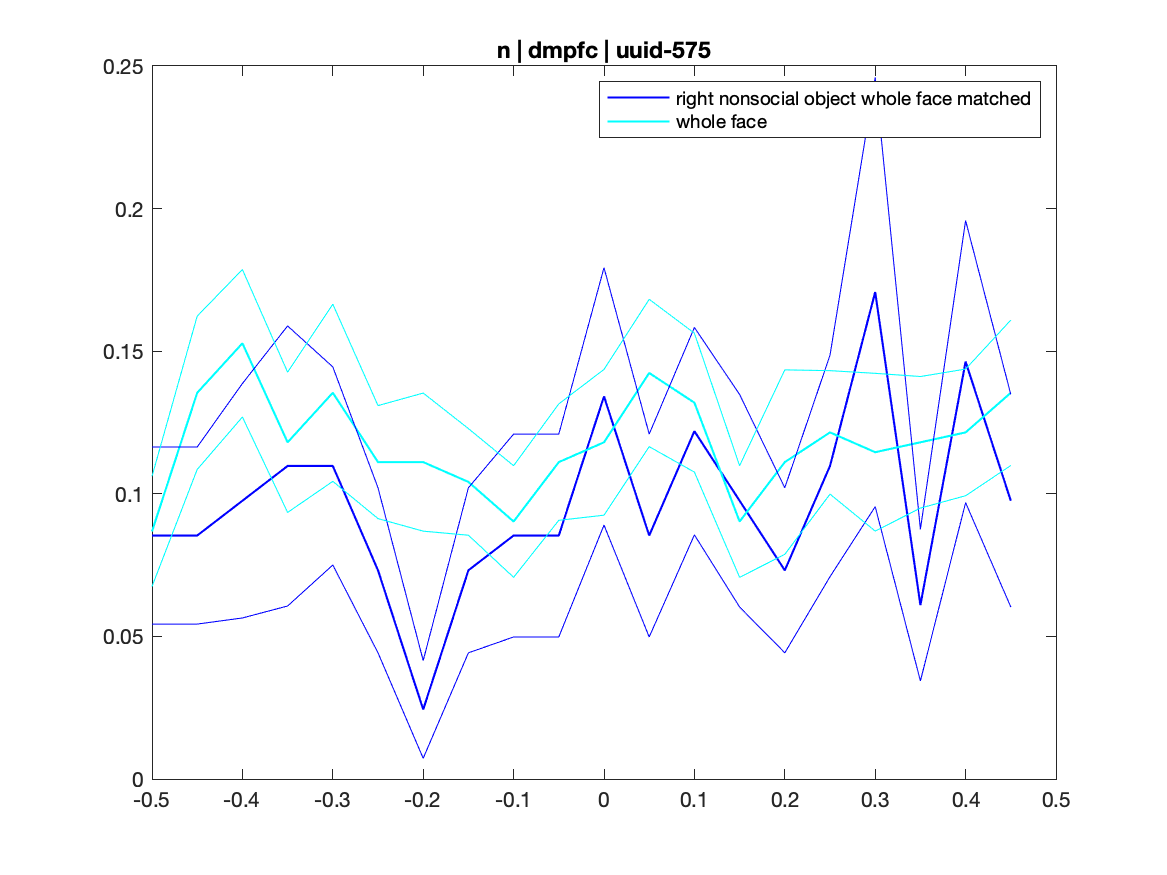 n | dmpfc | uuid-575
right nonsocial object whole face matched
whole face
0.25
0.2
0.15
0.1
0.05
0
-0.5 -0.4 -0.3 -0.2 -0.1 0 0.1 0.2 0.3 0.4 0.5